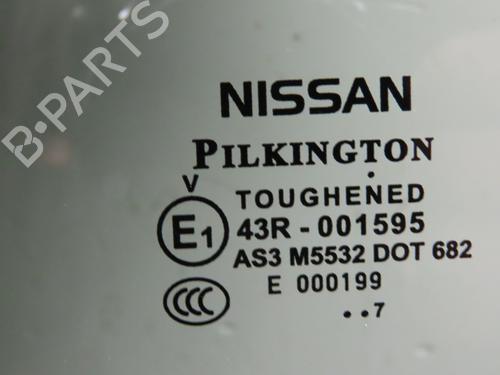 B-PARTS
NISSAN
PILKINGTON
V
TOUGHENED
E1
43R - 001595
AS3 M5532 DOT 682
E 000199
CCC
..7